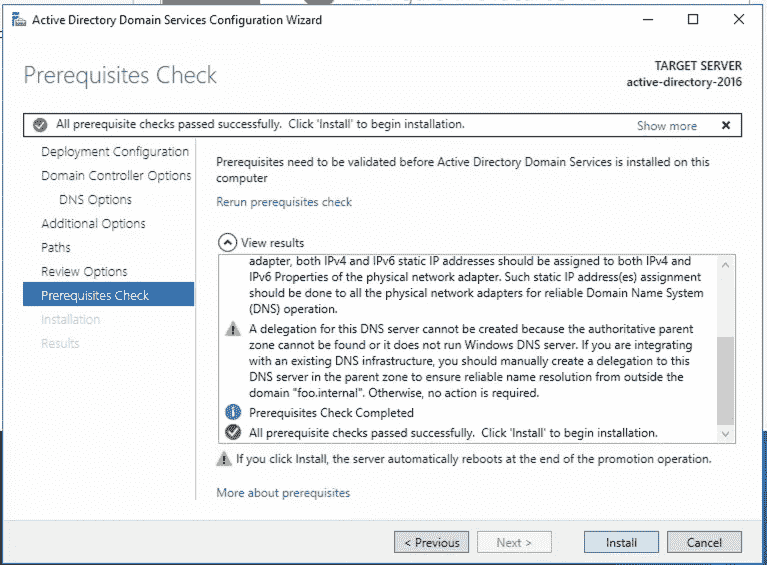 Active Directory Domain Services Configuration Wizard
Prerequisites Check
TARGET SERVER
active-directory-2016
All prerequisite checks passed successfully. Click 'Install' to begin installation.
Show more
Deployment Configuration
Domain Controller Options
DNS Options
Additional Options
Paths
Review Options
Prerequisites Check
Installation
Results
Prerequisites need to be validated before Active Directory Domain Services is installed on this
computer
Rerun prerequisites check
View results
adapter, both IPv4 and IPv6 static IP addresses should be assigned to both IPv4 and
IPv6 Properties of the physical network adapter. Such static IP address(es) assignment
should be done to all the physical network adapters for reliable Domain Name System
(DNS) operation.
A delegation for this DNS server cannot be created because the authoritative parent
zone cannot be found or it does not run Windows DNS server. If you are integrating
with an existing DNS infrastructure, you should manually create a delegation to this
DNS server in the parent zone to ensure reliable name resolution from outside the
domain "foo.internal". Otherwise, no action is required.
Prerequisites Check Completed
All prerequisite checks passed successfully. Click 'Install' to begin installation.
If you click Install, the server automatically reboots at the end of the promotion operation.
More about prerequisites
< Previous
Next >
Install
Cancel